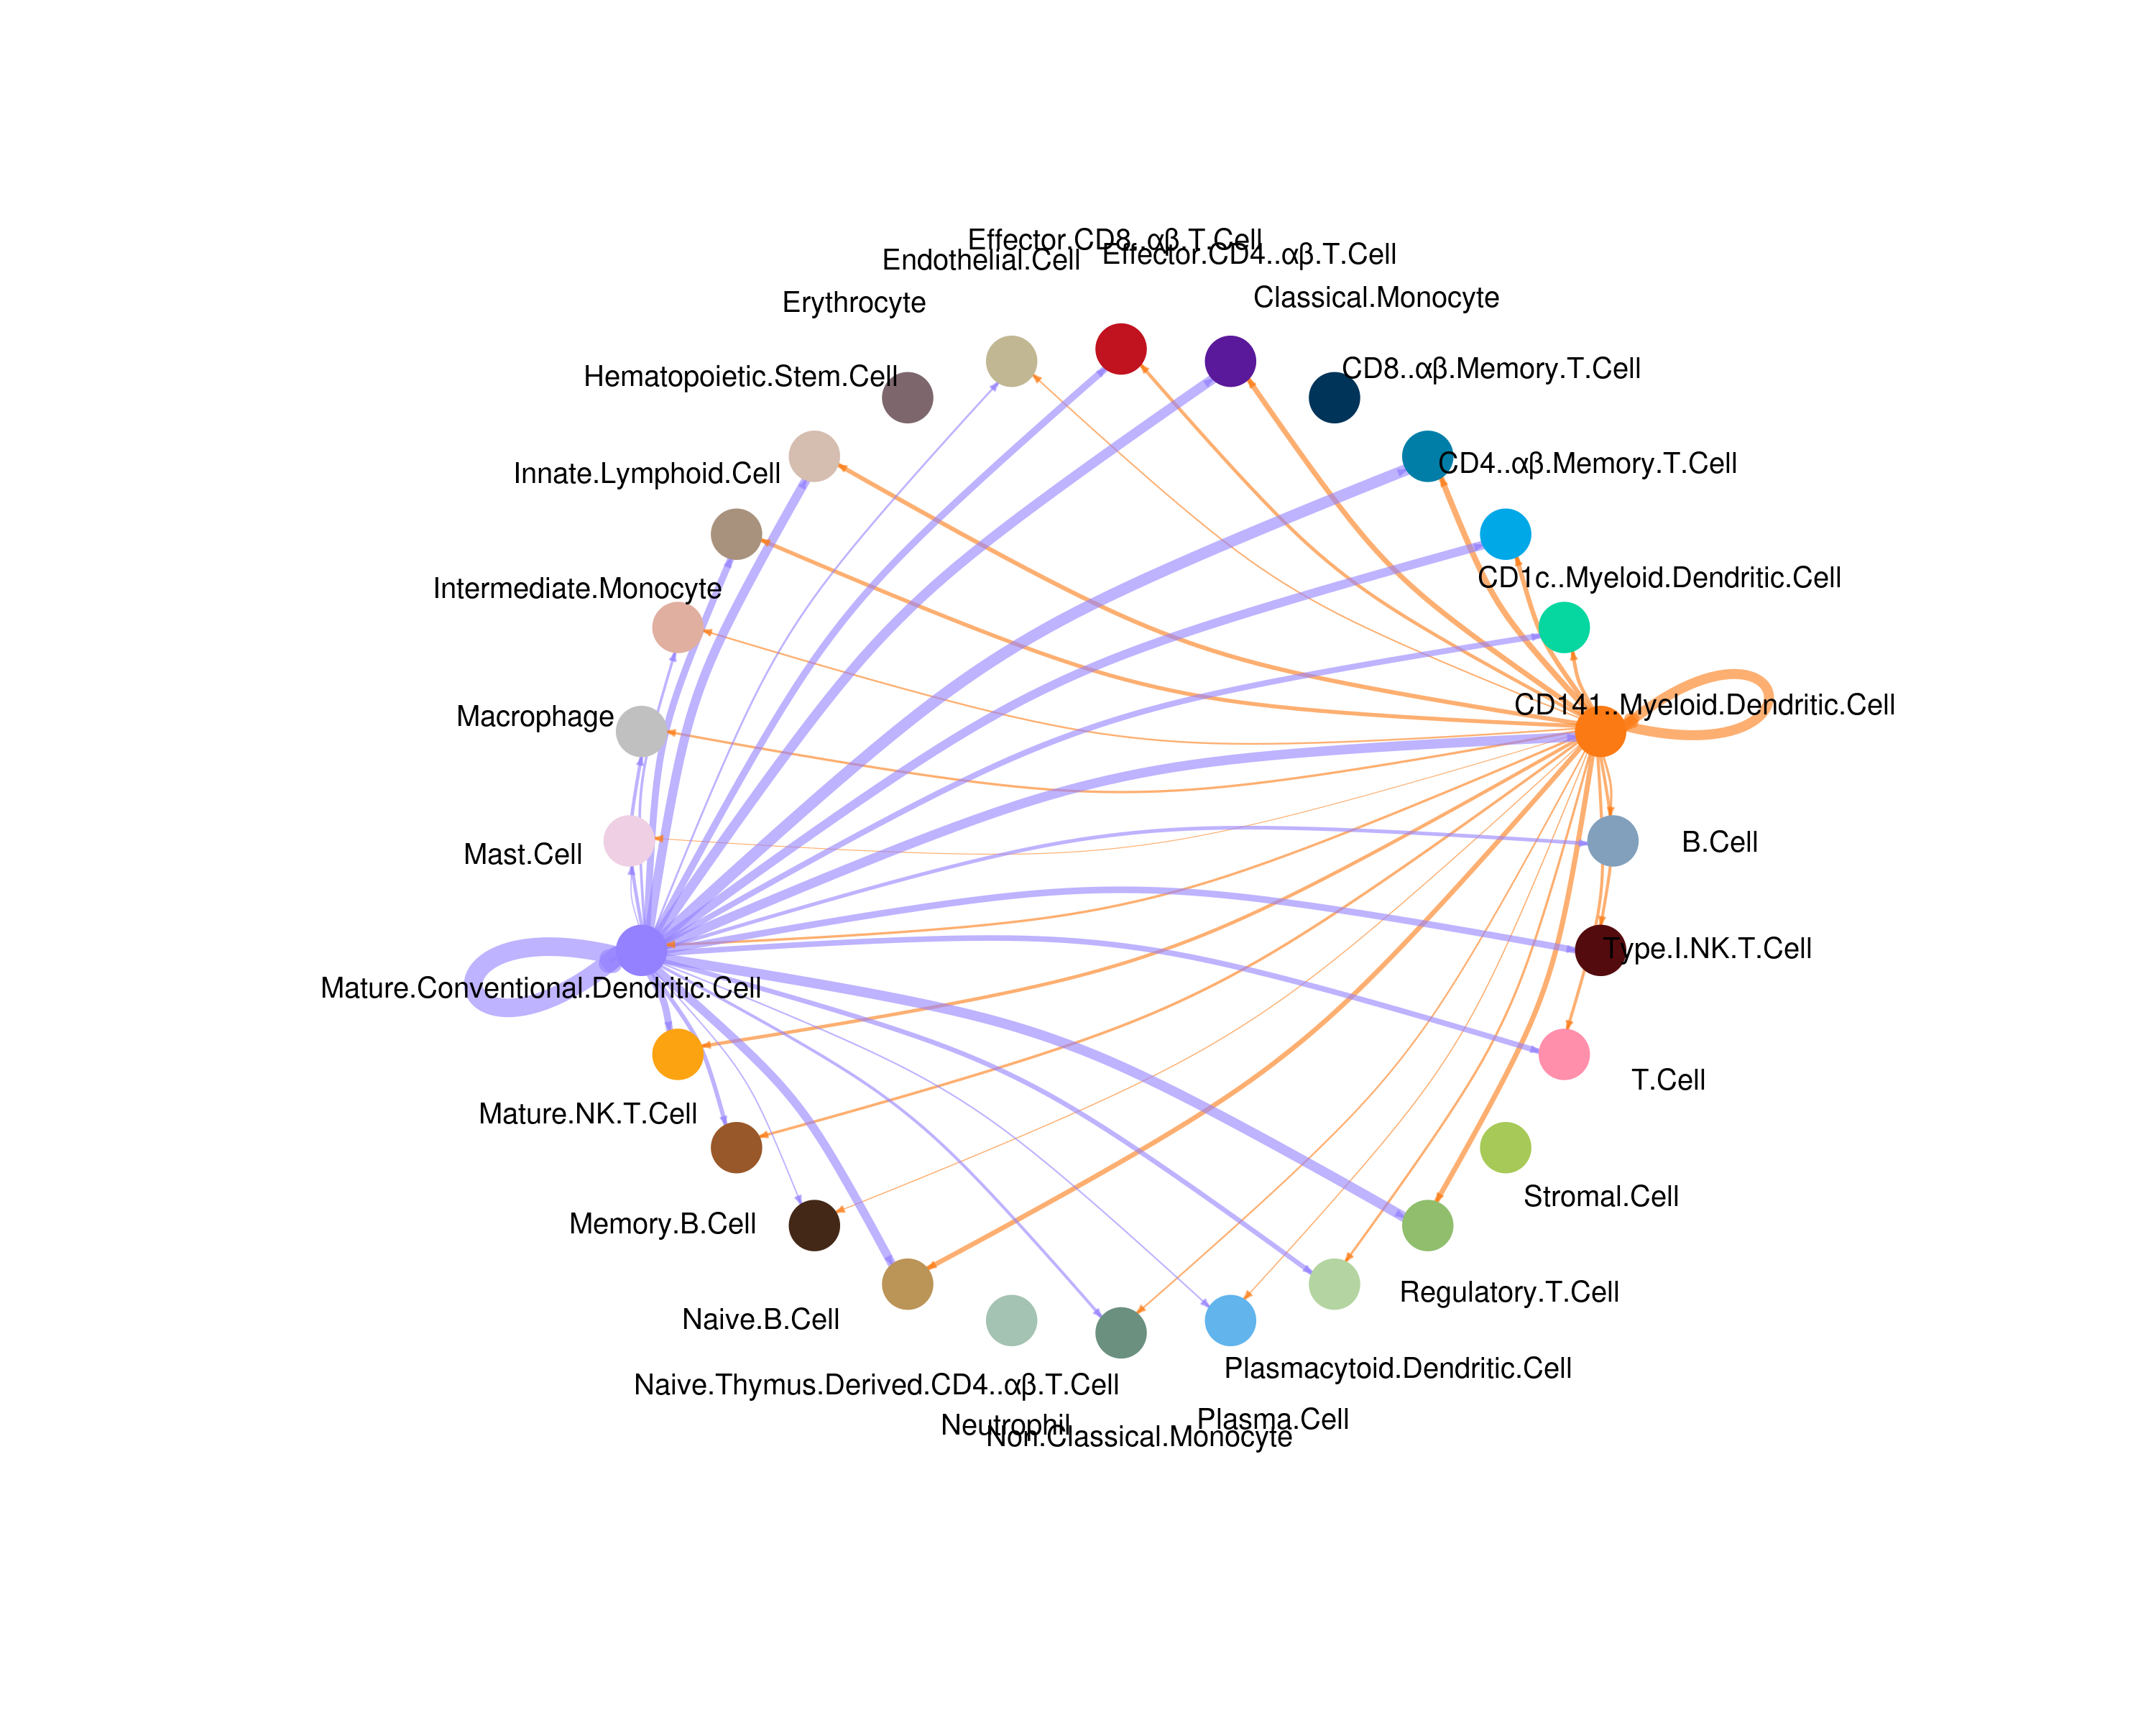 Effector.CD8..αβ.T.Cell
Effector.CD4..αβ.T.Cell
Endothelial.Cell
Classical.Monocyte
Erythrocyte
CD8..αβ.Memory.T.Cell
Hematopoietic.Stem.Cell
CD4..αβ.Memory.T.Cell
Innate.Lymphoid.Cell
CD1c..Myeloid.Dendritic.Cell
Intermediate.Monocyte
CD141..Myeloid.Dendritic.Cell
Macrophage
B.Cell
Mast.Cell
Type.I.NK.T.Cell
Mature.Conventional.Dendritic.Cell
T.Cell
Mature.NK.T.Cell
Stromal.Cell
Memory.B.Cell
Regulatory.T.Cell
Naive.B.Cell
Plasmacytoid.Dendritic.Cell
Naive.Thymus.Derived.CD4..αβ.T.Cell
Plasma.Cell
Neutrophil
Non.Classical.Monocyte